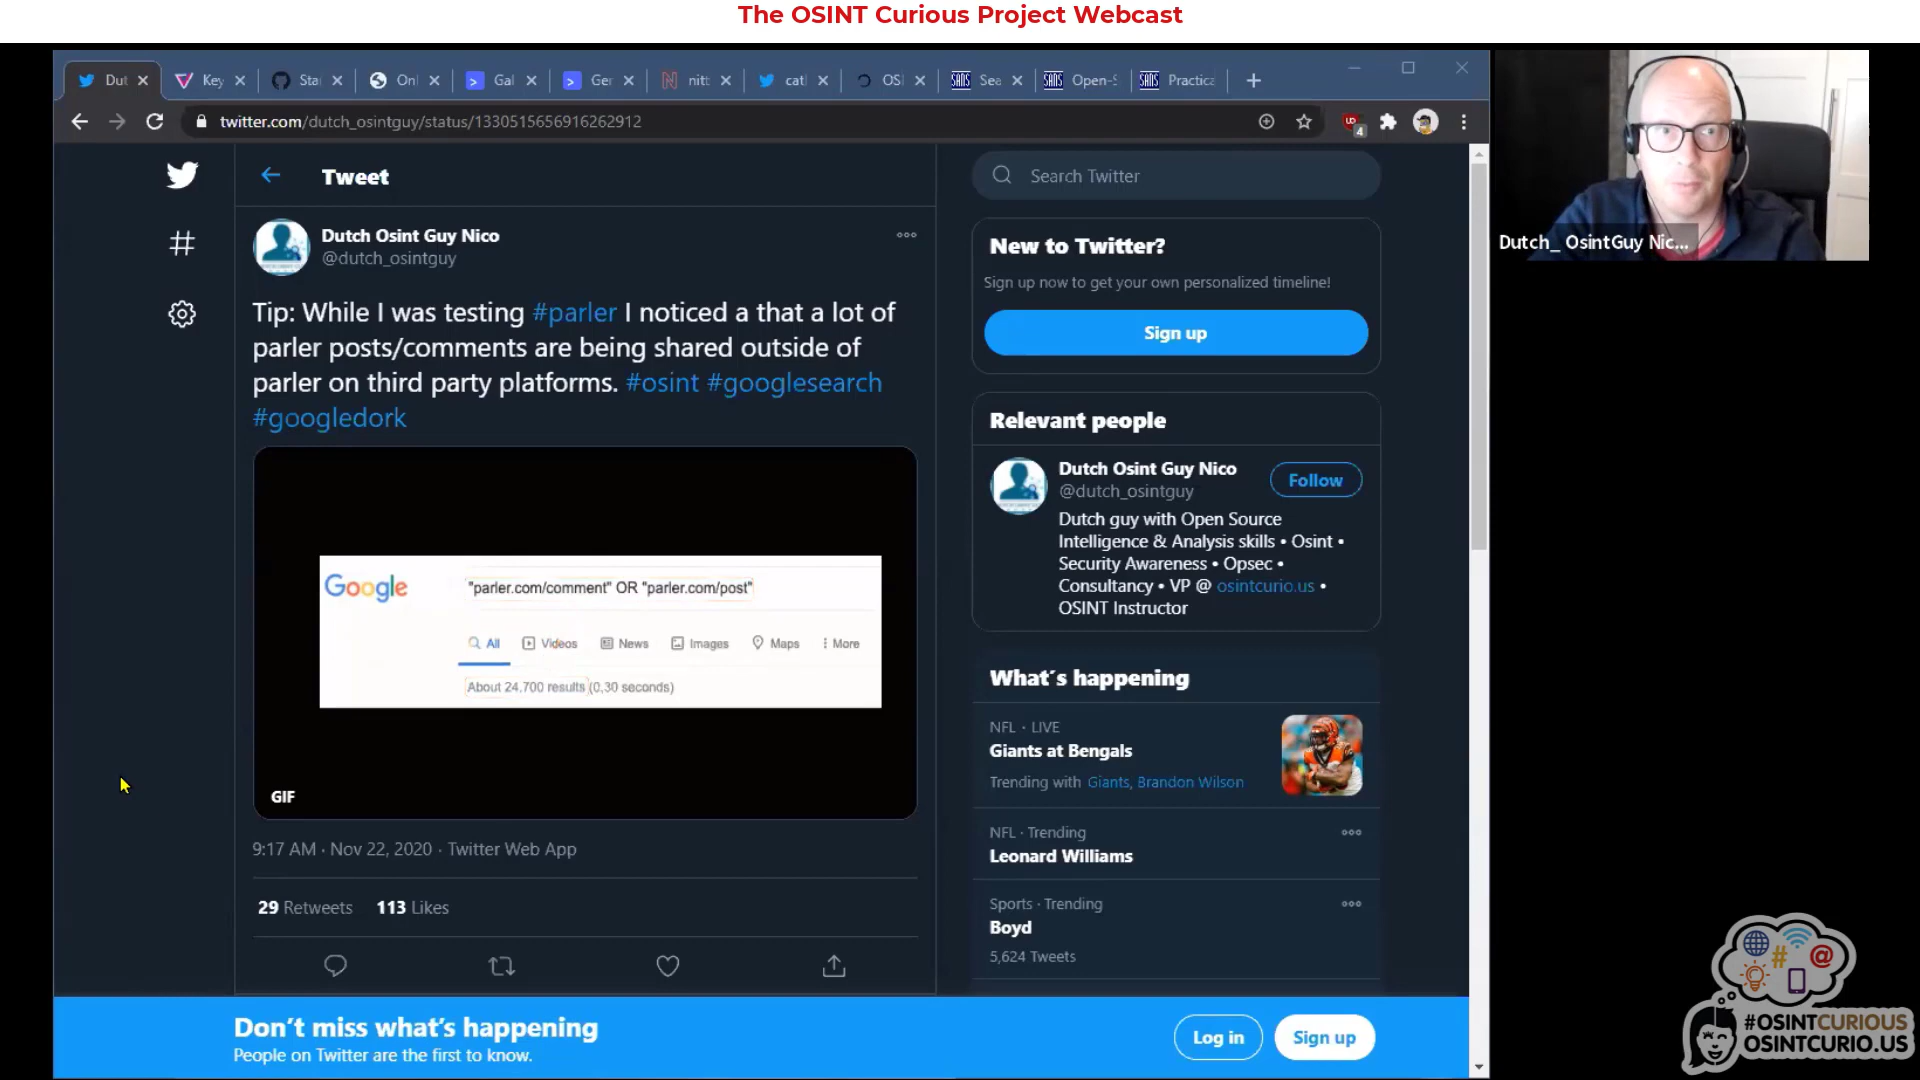 The OSINT Curious Project Webcast
Dut
Key
Sta
Onl
Gal
Ger
nitt
cat
OSI
SANS
Sea
SANS
Open-S
SANS
Practica
twitter.com/dutch_osintguy/status/1330515656916262912
UO
4
Tweet
Search Twitter
Dutch Osint Guy Nico
@dutch_osintguy
Tip: While I was testing #parler I noticed a that a lot of
parler posts/comments are being shared outside of
parler on third party platforms. #osint #googlesearch
#googledork
Google
"parler.com/comment" OR "parler.com/post"
All
Videos
News
Images
Maps
More
About 24,700 results (0,30 seconds)
GIF
9:17 AM · Nov 22, 2020 · Twitter Web App
29 Retweets 113 Likes
New to Twitter?
Sign up now to get your own personalized timeline!
Sign up
Relevant people
Dutch Osint Guy Nico
@dutch_osintguy
Follow
Dutch guy with Open Source
Intelligence & Analysis skills • Osint •
Security Awareness • Opsec •
Consultancy • VP @ osintcurio.us •
OSINT Instructor
What's happening
NFL · LIVE
Giants at Bengals
Trending with Giants, Brandon Wilson
NFL · Trending
Leonard Williams
Sports · Trending
Boyd
5,624 Tweets
Don't miss what's happening
People on Twitter are the first to know.
Log in
Sign up
Dutch_ OsintGuy Nic...
#OSINTCURIOUS
OSINTCURIO.US